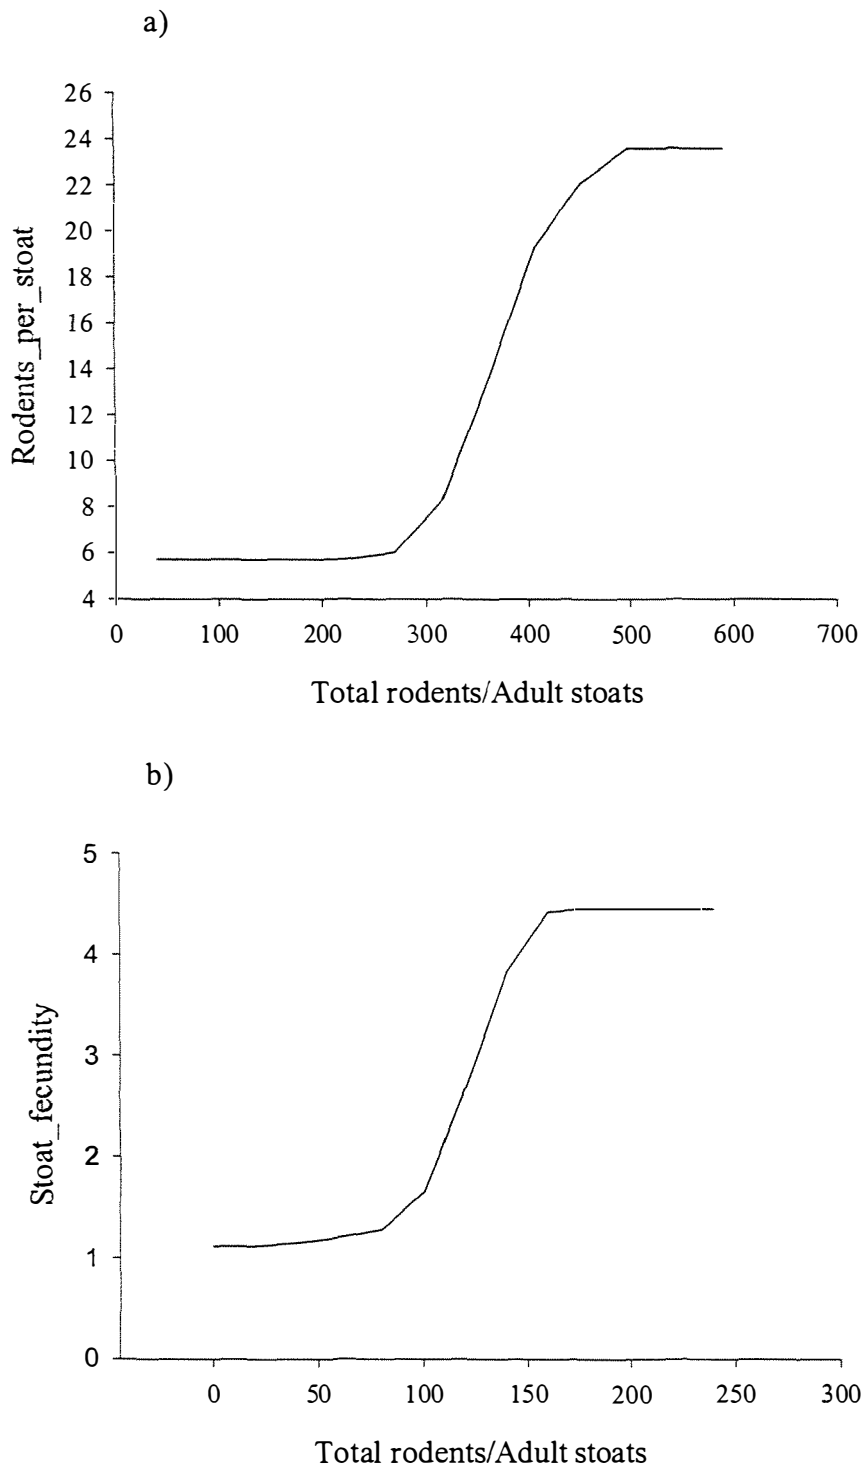 a)
26
24
22
20
18
16
14
12
10
8
6
4
Rodents_per_stoat
0 100 200 300 400 500 600 700
Total rodents/Adult stoats
b)
5
4
3
2
1
0
Stoat_fecundity
0 50 100 150 200 250 300
Total rodents/Adult stoats